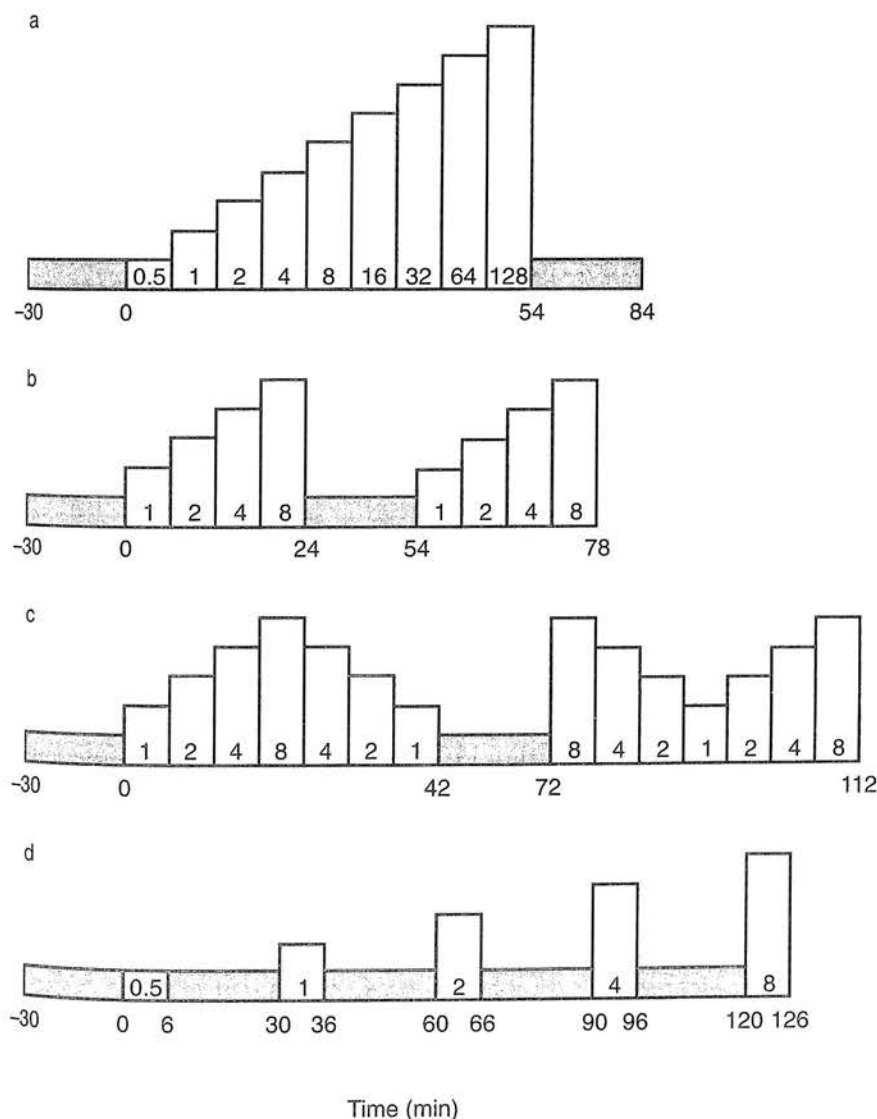 a
0.5 1 2 4 8 16 32 64 128
−30 0 54 84
b
1 2 4 8 1 2 4 8
−30 0 24 54 78
c
1 2 4 8 4 2 1 8 4 2 1 2 4 8
−30 0 42 72 112
d
0.5 1 2 4 8
−30 0 6 30 36 60 66 90 96 120 126
Time (min)